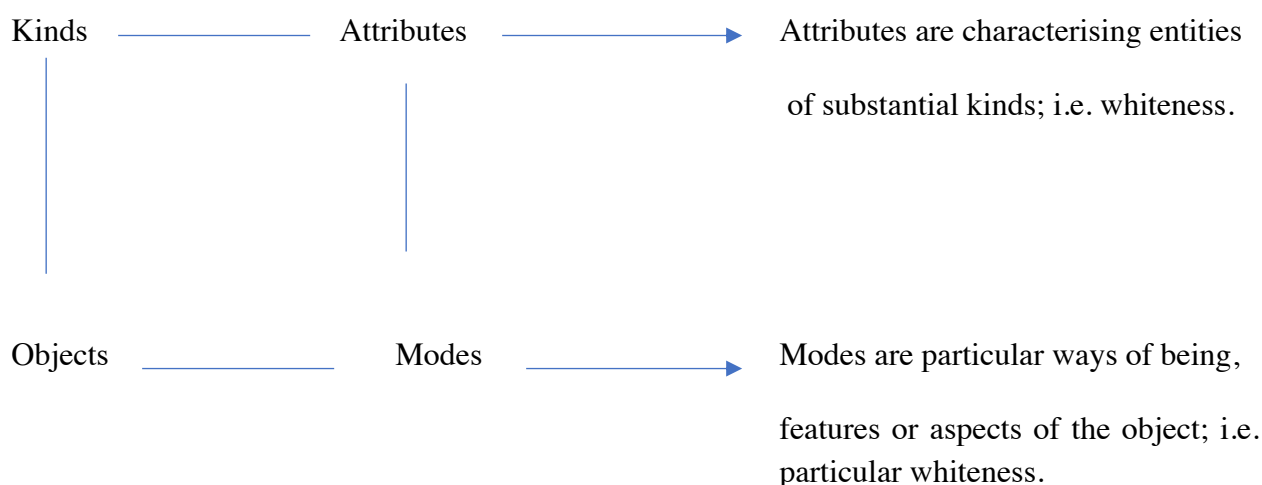 Kinds Attributes Attributes are characterising entities
of substantial kinds; i.e. whiteness.
Objects Modes Modes are particular ways of being,
features or aspects of the object; i.e.
particular whiteness.